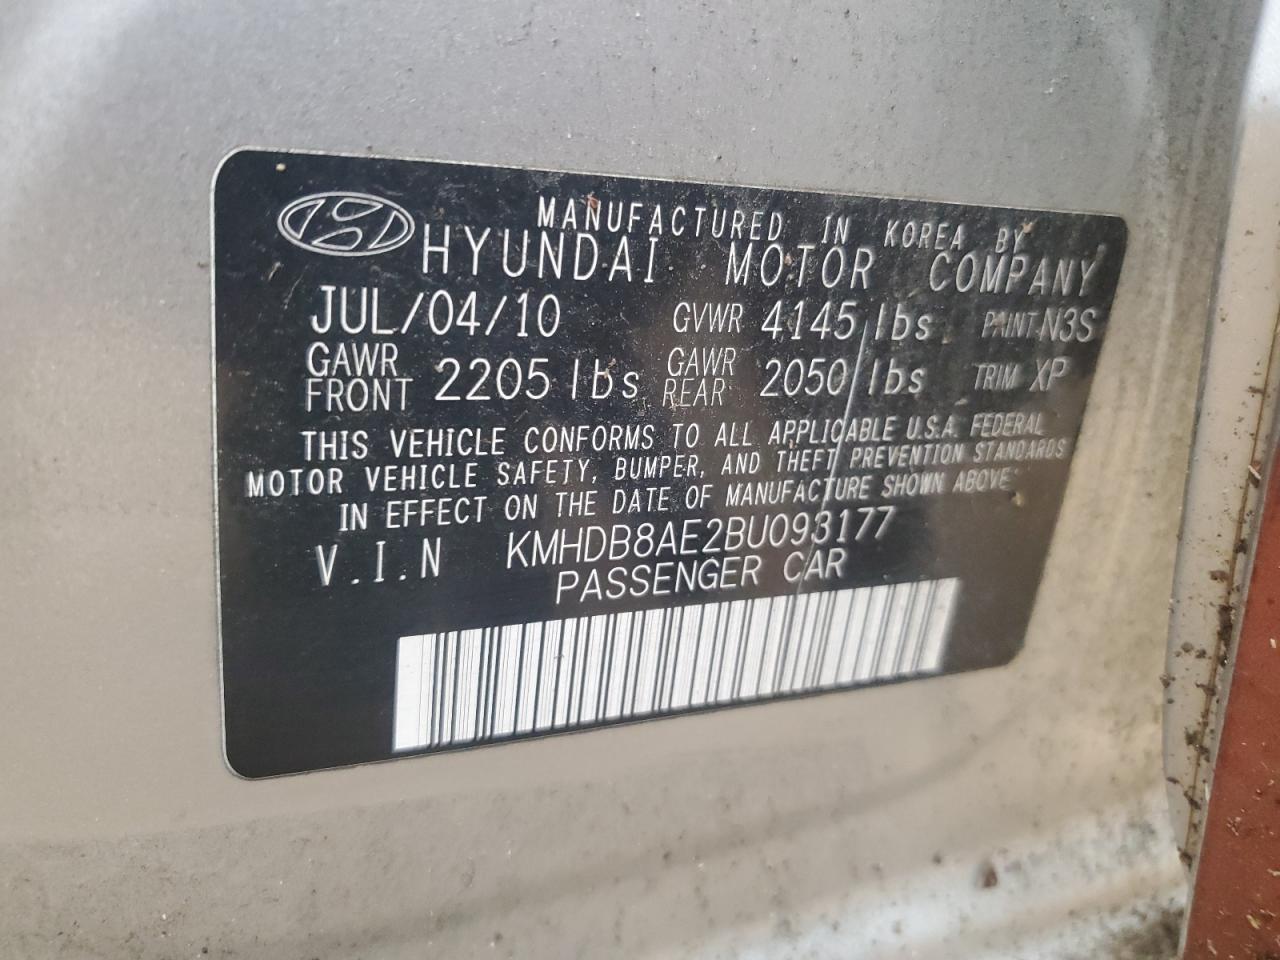 MANUFACTURED IN KOREA BY
HYUNDAI MOTOR COMPANY
JUL/04/10 GVWR 4145 lbs PAINT N3S
GAWR FRONT 2205 lbs GAWR REAR 2050 lbs TRIM XP
THIS VEHICLE CONFORMS TO ALL APPLICABLE U.S.A. FEDERAL
MOTOR VEHICLE SAFETY, BUMPER, AND THEFT PREVENTION STANDARDS
IN EFFECT ON THE DATE OF MANUFACTURE SHOWN ABOVE
V.I.N KMHDB8AE2BU093177
PASSENGER CAR